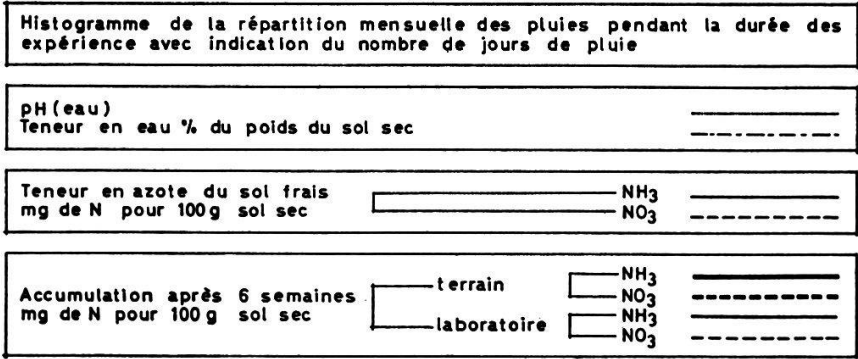 Histogramme de la répartition mensuelle des pluies pendant la durée des
expérience avec indication du nombre de jours de pluie
pH (eau)
Teneur en eau % du poids du sol sec
Teneur en azote du sol frais
mg de N pour 100 g sol sec
NH3
NO3
Accumulation après 6 semaines
mg de N pour 100 g sol sec
terrain
NH3
NO3
laboratoire
NH3
NO3